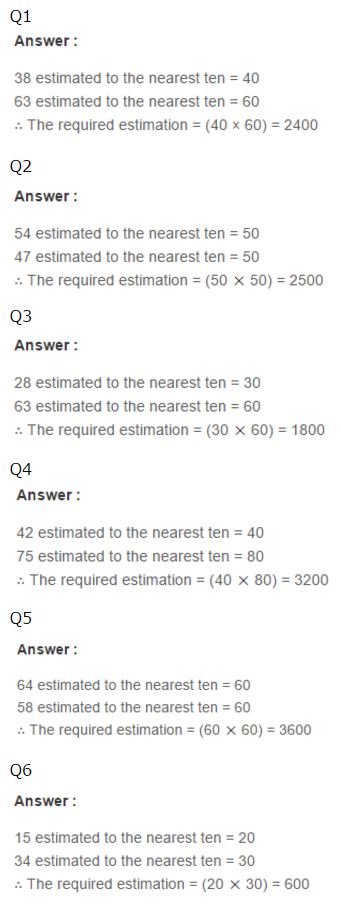 Q1
Answer :
38 estimated to the nearest ten = 40
63 estimated to the nearest ten = 60
∴ The required estimation = (40 × 60) = 2400
Q2
Answer :
54 estimated to the nearest ten = 50
47 estimated to the nearest ten = 50
∴ The required estimation = (50 × 50) = 2500
Q3
Answer :
28 estimated to the nearest ten = 30
63 estimated to the nearest ten = 60
∴ The required estimation = (30 × 60) = 1800
Q4
Answer :
42 estimated to the nearest ten = 40
75 estimated to the nearest ten = 80
∴ The required estimation = (40 × 80) = 3200
Q5
Answer :
64 estimated to the nearest ten = 60
58 estimated to the nearest ten = 60
∴ The required estimation = (60 × 60) = 3600
Q6
Answer :
15 estimated to the nearest ten = 20
34 estimated to the nearest ten = 30
∴ The required estimation = (20 × 30) = 600